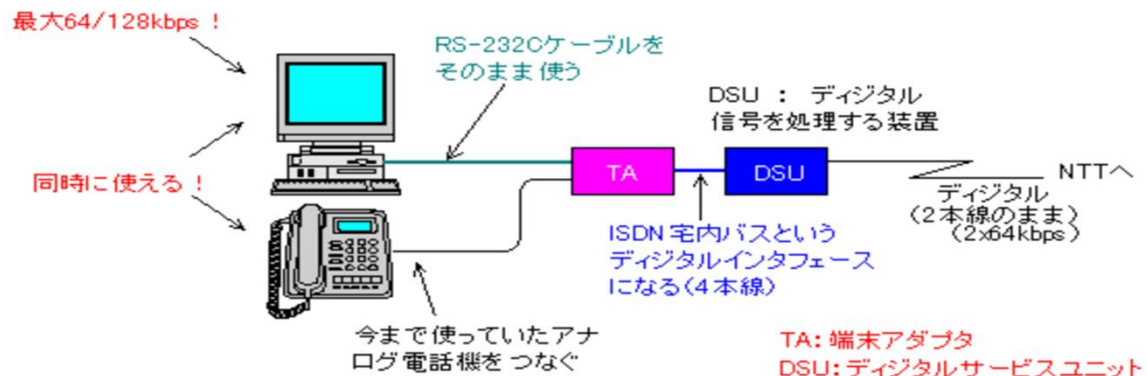 最大64/128kbps！
RS-232Cケーブルを
そのまま使う
DSU ： ディジタル
信号を処理する装置
同時に使える！
TA
DSU
NTTへ
ディジタル
(2本線のまま)
(2x64kbps)
ISDN宅内バスという
ディジタルインタフェース
になる(4本線)
今まで使っていたアナ
ログ電話機をつなぐ
TA：端末アダプタ
DSU：ディジタルサービスユニット